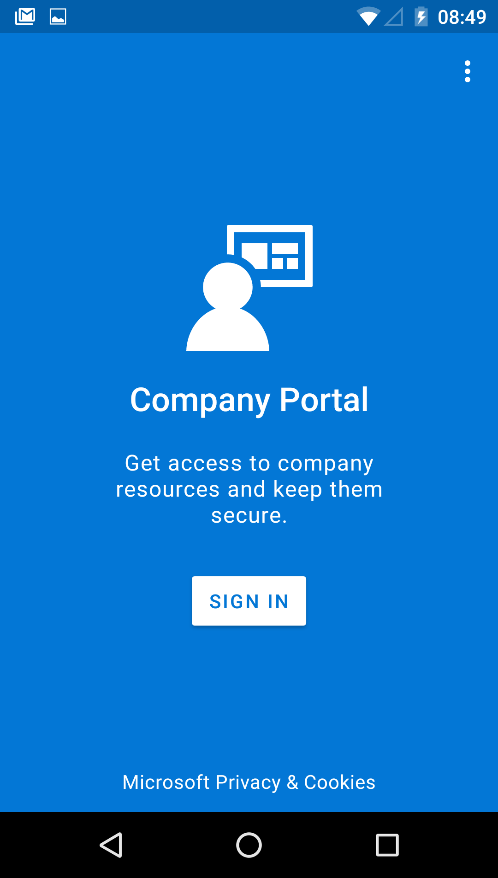 08:49
Company Portal
Get access to company
resources and keep them
secure.
SIGN IN
Microsoft Privacy & Cookies